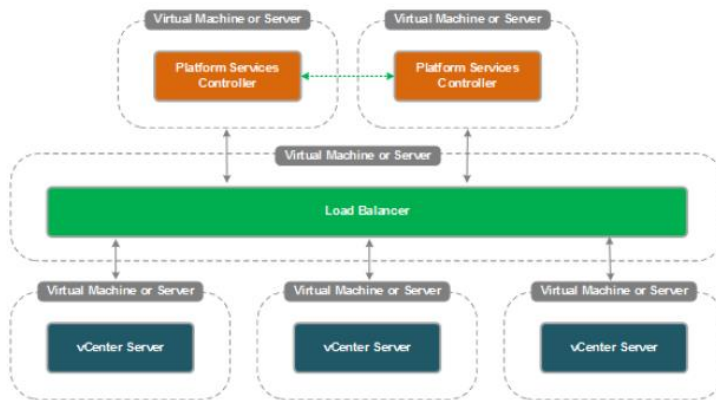 Virtual Machine or Server
Virtual Machine or Server
Platform Services
Controller
Platform Services
Controller
Virtual Machine or Server
Load Balancer
Virtual Machine or Server
Virtual Machine or Server
Virtual Machine or Server
vCenter Server
vCenter Server
vCenter Server